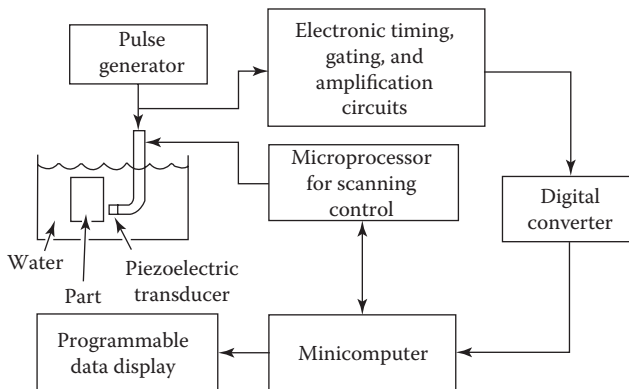 Pulse
generator
Electronic timing,
gating, and
amplification
circuits
Microprocessor
for scanning
control
Digital
converter
Water
Part
Piezoelectric
transducer
Programmable
data display
Minicomputer